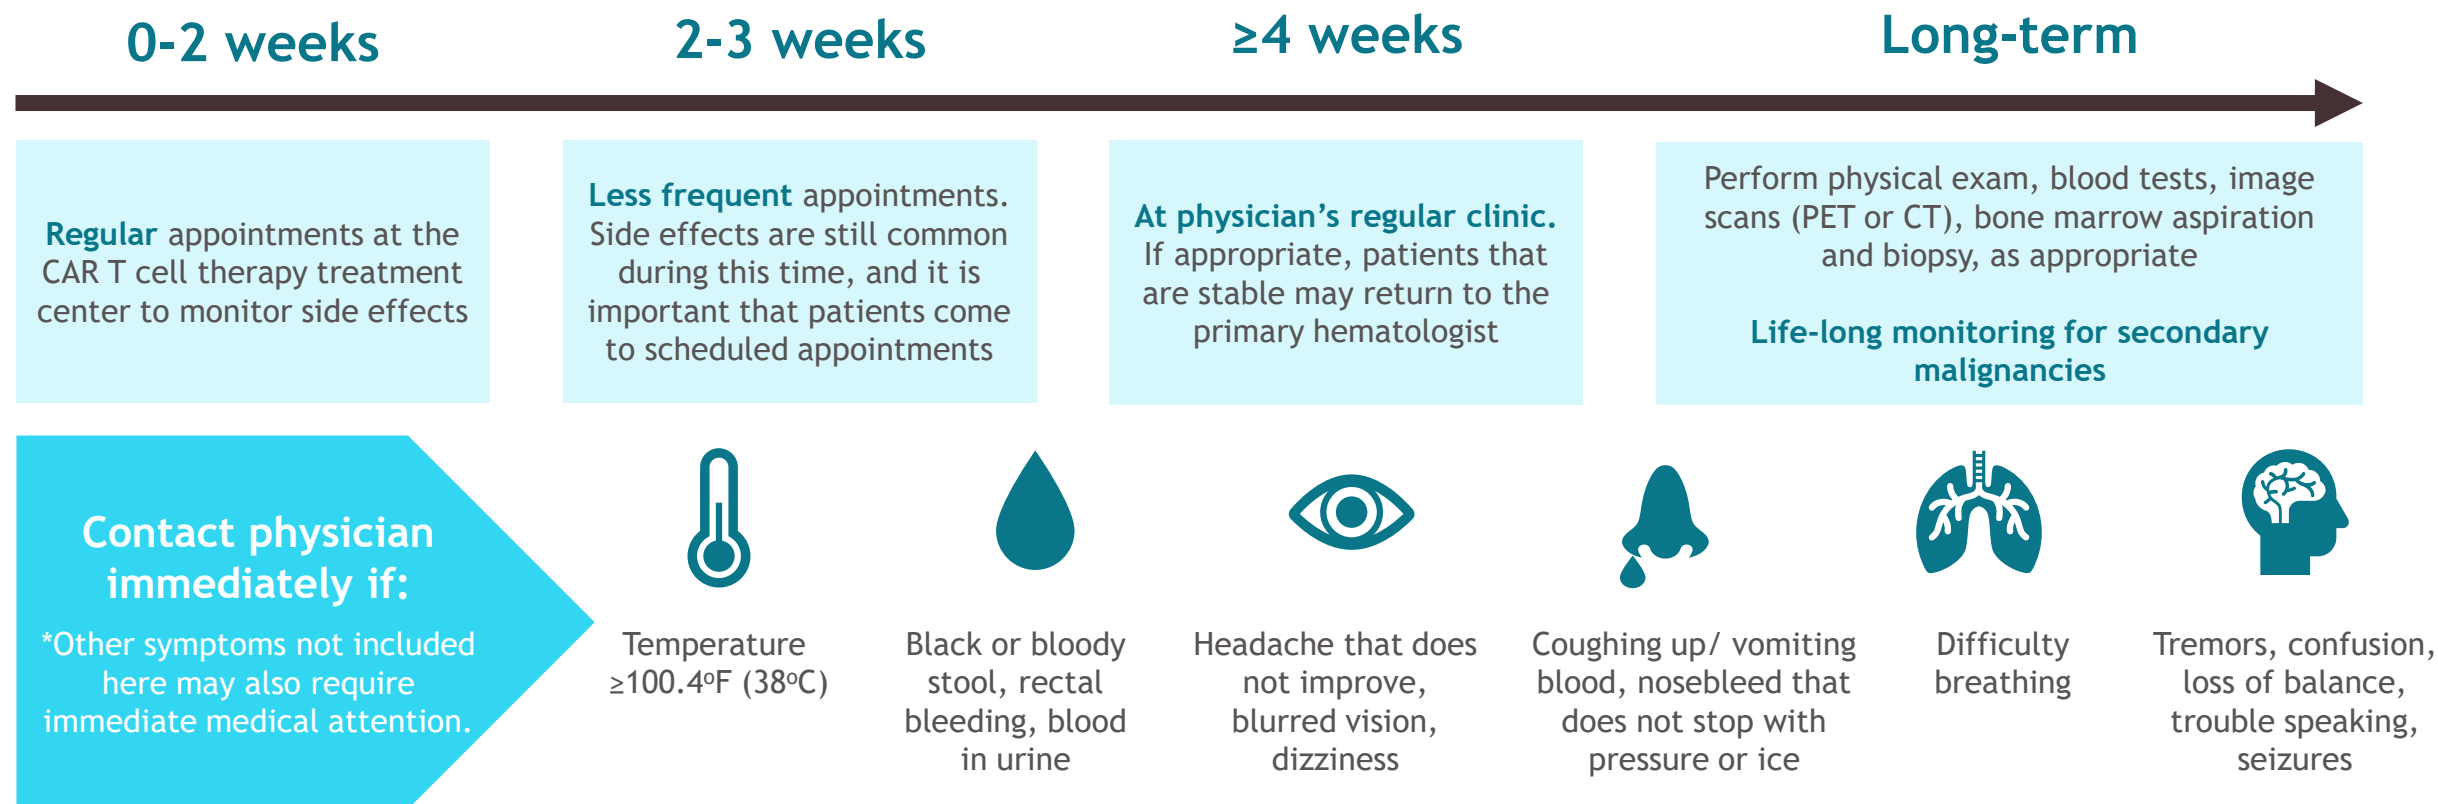 0-2 weeks
2-3 weeks
≥4 weeks
Long-term
Regular appointments at the
CAR T cell therapy treatment
center to monitor side effects
Less frequent appointments.
Side effects are still common
during this time, and it is
important that patients come
to scheduled appointments
At physician’s regular clinic.
If appropriate, patients that
are stable may return to the
primary hematologist
Perform physical exam, blood tests, image
scans (PET or CT), bone marrow aspiration
and biopsy, as appropriate
Life-long monitoring for secondary
malignancies
Contact physician
immediately if:
*Other symptoms not included
here may also require
immediate medical attention.
Temperature
≥100.4ºF (38ºC)
Black or bloody
stool, rectal
bleeding, blood
in urine
Headache that does
not improve,
blurred vision,
dizziness
Coughing up/ vomiting
blood, nosebleed that
does not stop with
pressure or ice
Difficulty
breathing
Tremors, confusion,
loss of balance,
trouble speaking,
seizures